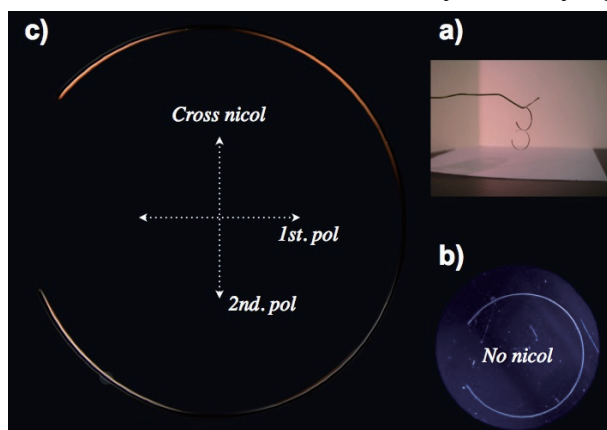 c)
a)
Cross nicol
1st. pol
2nd. pol
b)
No nicol